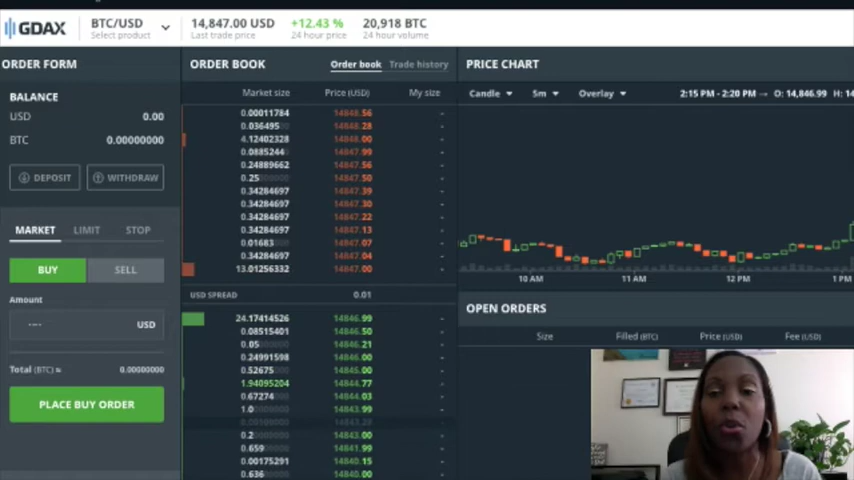 GDAX
BTC/USD
Select product
14,847.00 USD
Last trade price
+12.43 %
24 hour price
20,918 BTC
24 hour volume
ORDER FORM
BALANCE
USD 0.00
BTC 0.00000000
DEPOSIT
WITHDRAW
MARKET LIMIT STOP
BUY SELL
Amount
USD
Total (BTC) ≈ 0.00000000
PLACE BUY ORDER
ORDER BOOK
Order book Trade history
Market size Price (USD) My size
0.00011784 14848.56 -
0.036495 14848.28 -
4.12402328 14848.00 -
0.0885244 14847.99 -
0.24889662 14847.56 -
0.25 14847.50 -
0.34284697 14847.39 -
0.34284697 14847.30 -
0.34284697 14847.22 -
0.34284697 14847.13 -
0.01683 14847.07 -
0.34284697 14847.04 -
13.01256332 14847.00 -
USD SPREAD 0.01
24.17414526 14846.99 -
0.08515401 14846.50 -
0.05 14846.21 -
0.24991598 14846.00 -
0.52675 14845.00 -
1.94095204 14844.77 -
0.67274 14844.03 -
1.0 14843.99 -
0.2 14843.00 -
0.659 14841.99 -
0.00175291 14840.15 -
0.636 14840.00 -
PRICE CHART
Candle 5m Overlay
2:15 PM - 2:20 PM → O: 14,846.99 H: 14
10 AM 11 AM 12 PM 1 PM
OPEN ORDERS
Size Filled (BTC) Price (USD) Fee (USD)